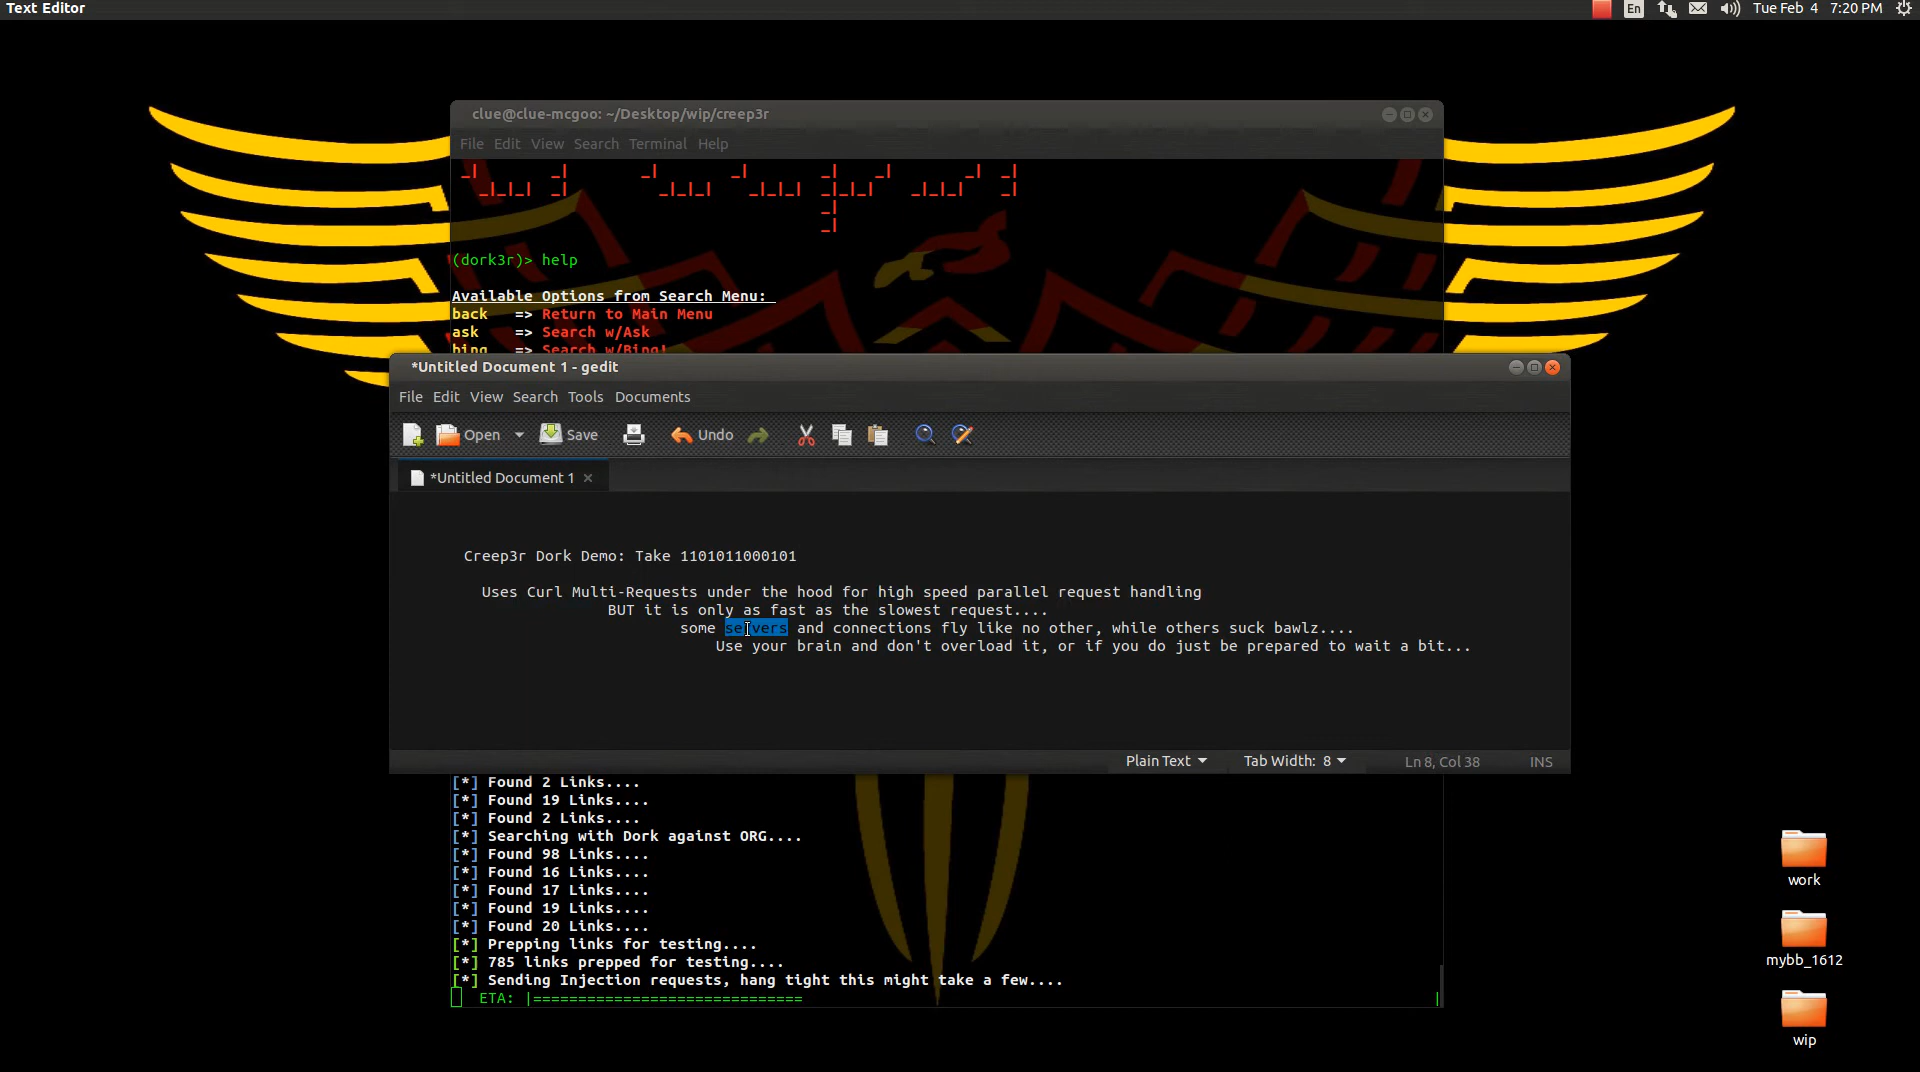 Text Editor
En
Tue Feb 4 7:20 PM
clue@clue-mcgoo: ~/Desktop/wip/creep3r
File Edit View Search Terminal Help
(dork3r)> help
Available Options from Search Menu:
back => Return to Main Menu
ask => Search w/Ask
bing => Search w/Bing!
*Untitled Document 1 - gedit
File Edit View Search Tools Documents
Open Save Undo
*Untitled Document 1
Creep3r Dork Demo: Take 1101011000101
Uses Curl Multi-Requests under the hood for high speed parallel request handling
BUT it is only as fast as the slowest request....
some servers and connections fly like no other, while others suck bawlz....
Use your brain and don't overload it, or if you do just be prepared to wait a bit...
Plain Text Tab Width: 8 Ln 8, Col 38 INS
[*] Found 2 Links....
[*] Found 19 Links....
[*] Found 2 Links....
[*] Searching with Dork against ORG....
[*] Found 98 Links....
[*] Found 16 Links....
[*] Found 17 Links....
[*] Found 19 Links....
[*] Found 20 Links....
[*] Prepping links for testing....
[*] 785 links prepped for testing....
[*] Sending Injection requests, hang tight this might take a few....
ETA: |============================== |
work
mybb_1612
wip